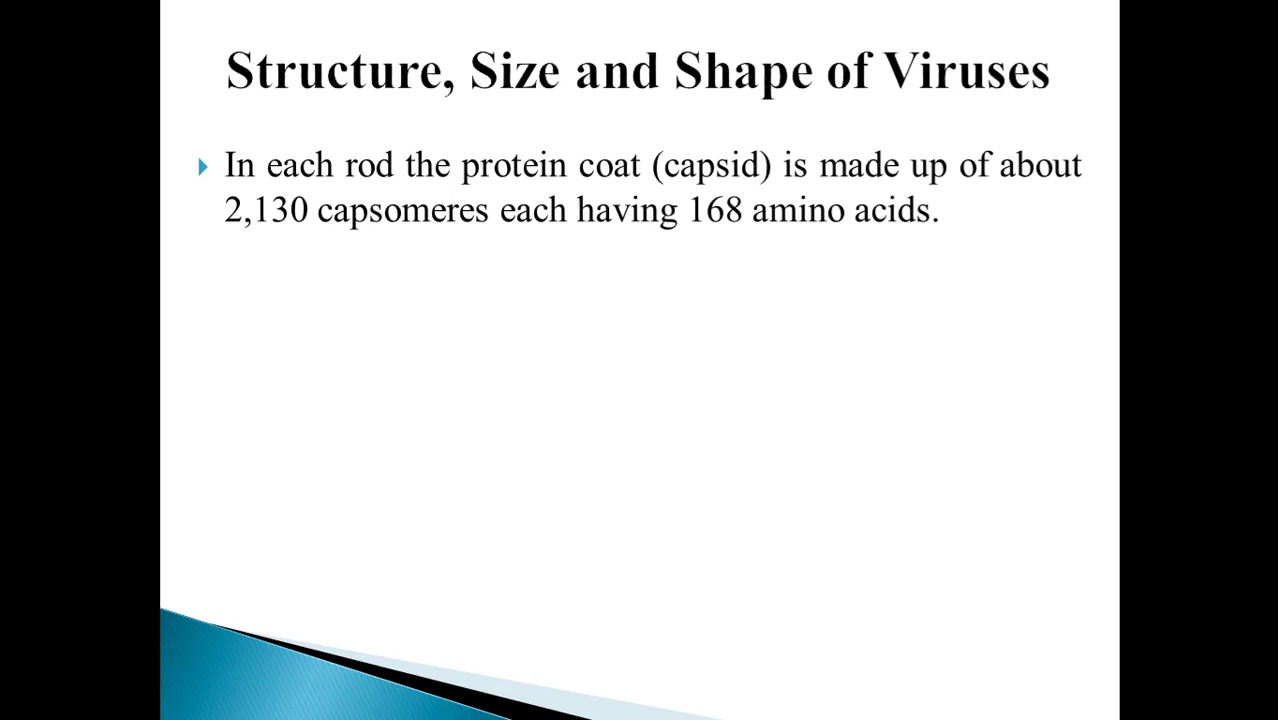 Structure, Size and Shape of Viruses
In each rod the protein coat (capsid) is made up of about
2,130 capsomeres each having 168 amino acids.